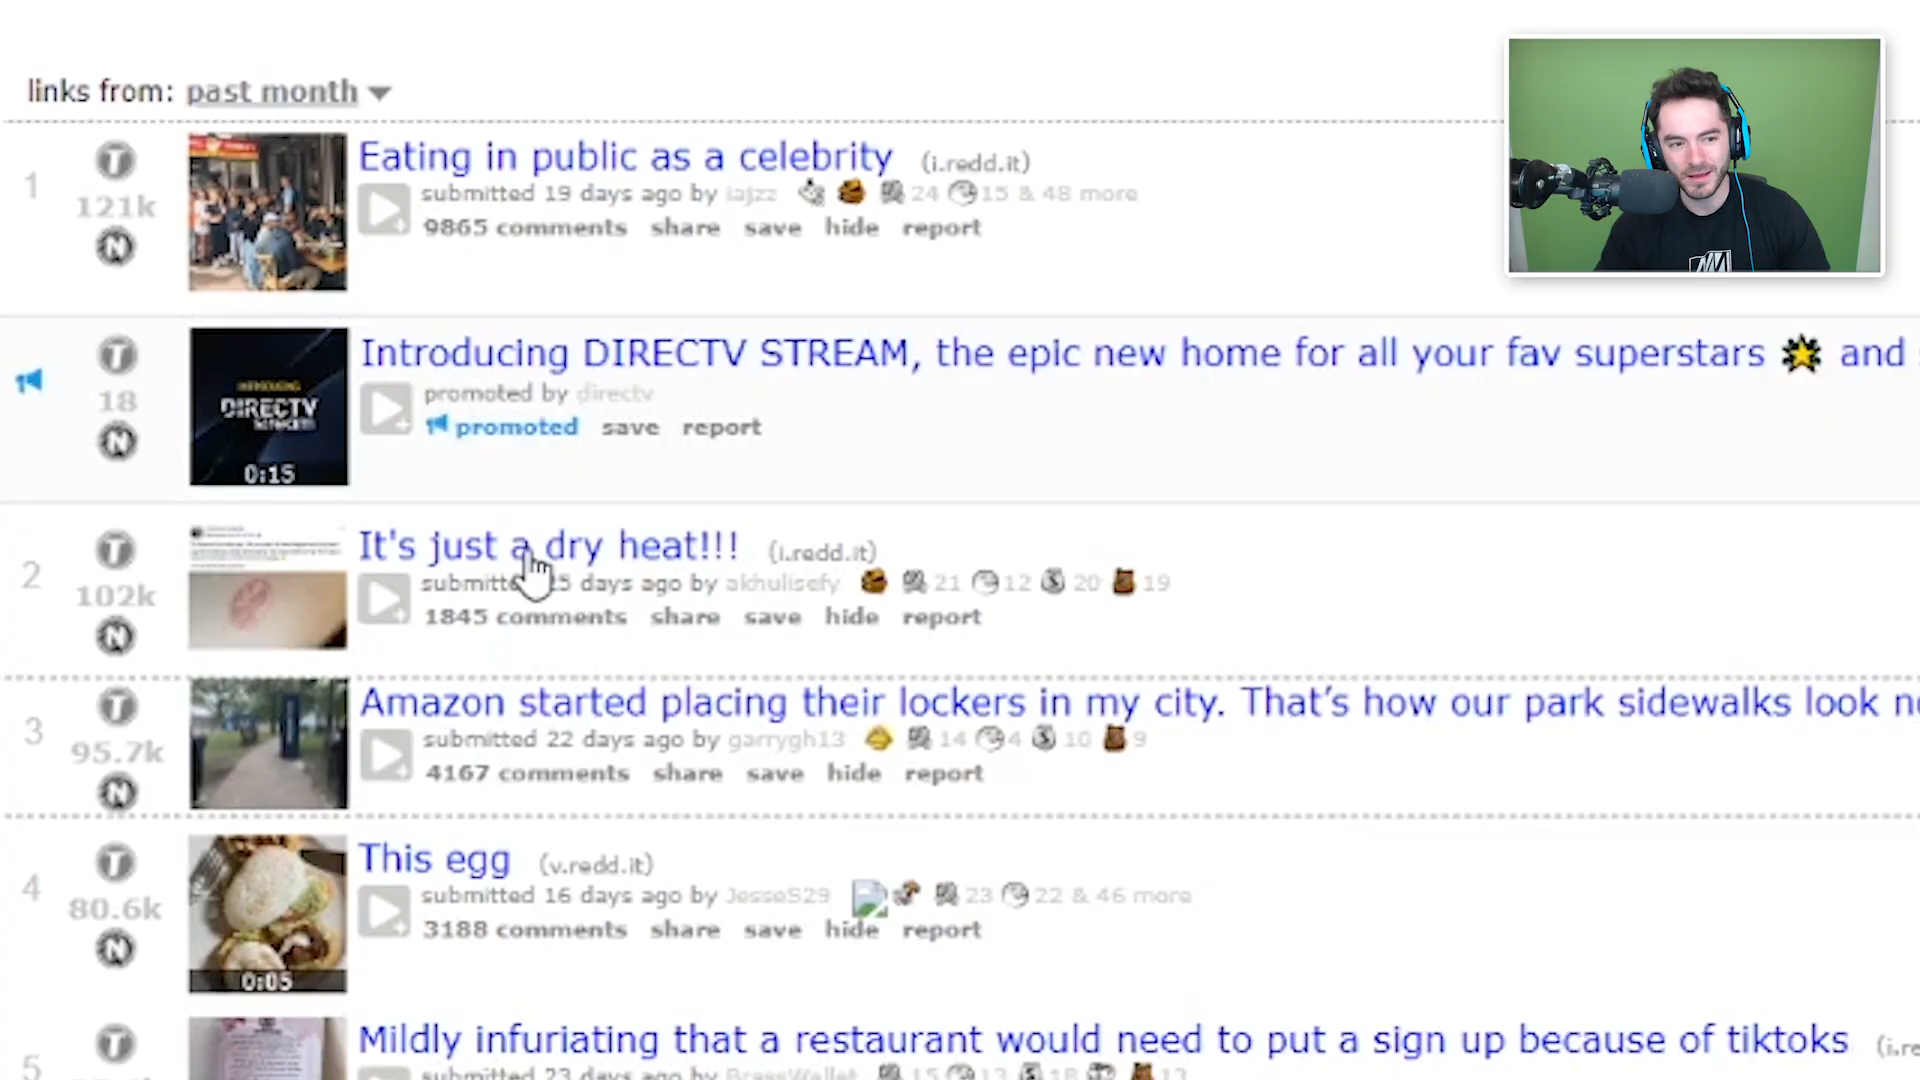 links from: past month
1
121k
Eating in public as a celebrity (i.redd.it)
submitted 19 days ago by iajzz 24 15 & 48 more
9865 comments share save hide report
18
INTRODUCING
DIRECTV
STREAM
0:15
Introducing DIRECTV STREAM, the epic new home for all your fav superstars and
promoted by directv
promoted save report
2
102k
It's just a dry heat!!! (i.redd.it)
days ago by akhulisefy 21 12 20 19
1845 comments share save hide report
3
95.7k
Amazon started placing their lockers in my city. That's how our park sidewalks look
submitted 22 days ago by garrygh13 14 4 10 9
4167 comments share save hide report
4
80.6k
0:05
This egg (v.redd.it)
submitted 16 days ago by JesseS29 23 22 & 46 more
3188 comments share save hide report
5
Mildly infuriating that a restaurant would need to put a sign up because of tiktoks
submitted 23 days ago by BrassWallet 15 13 18 13